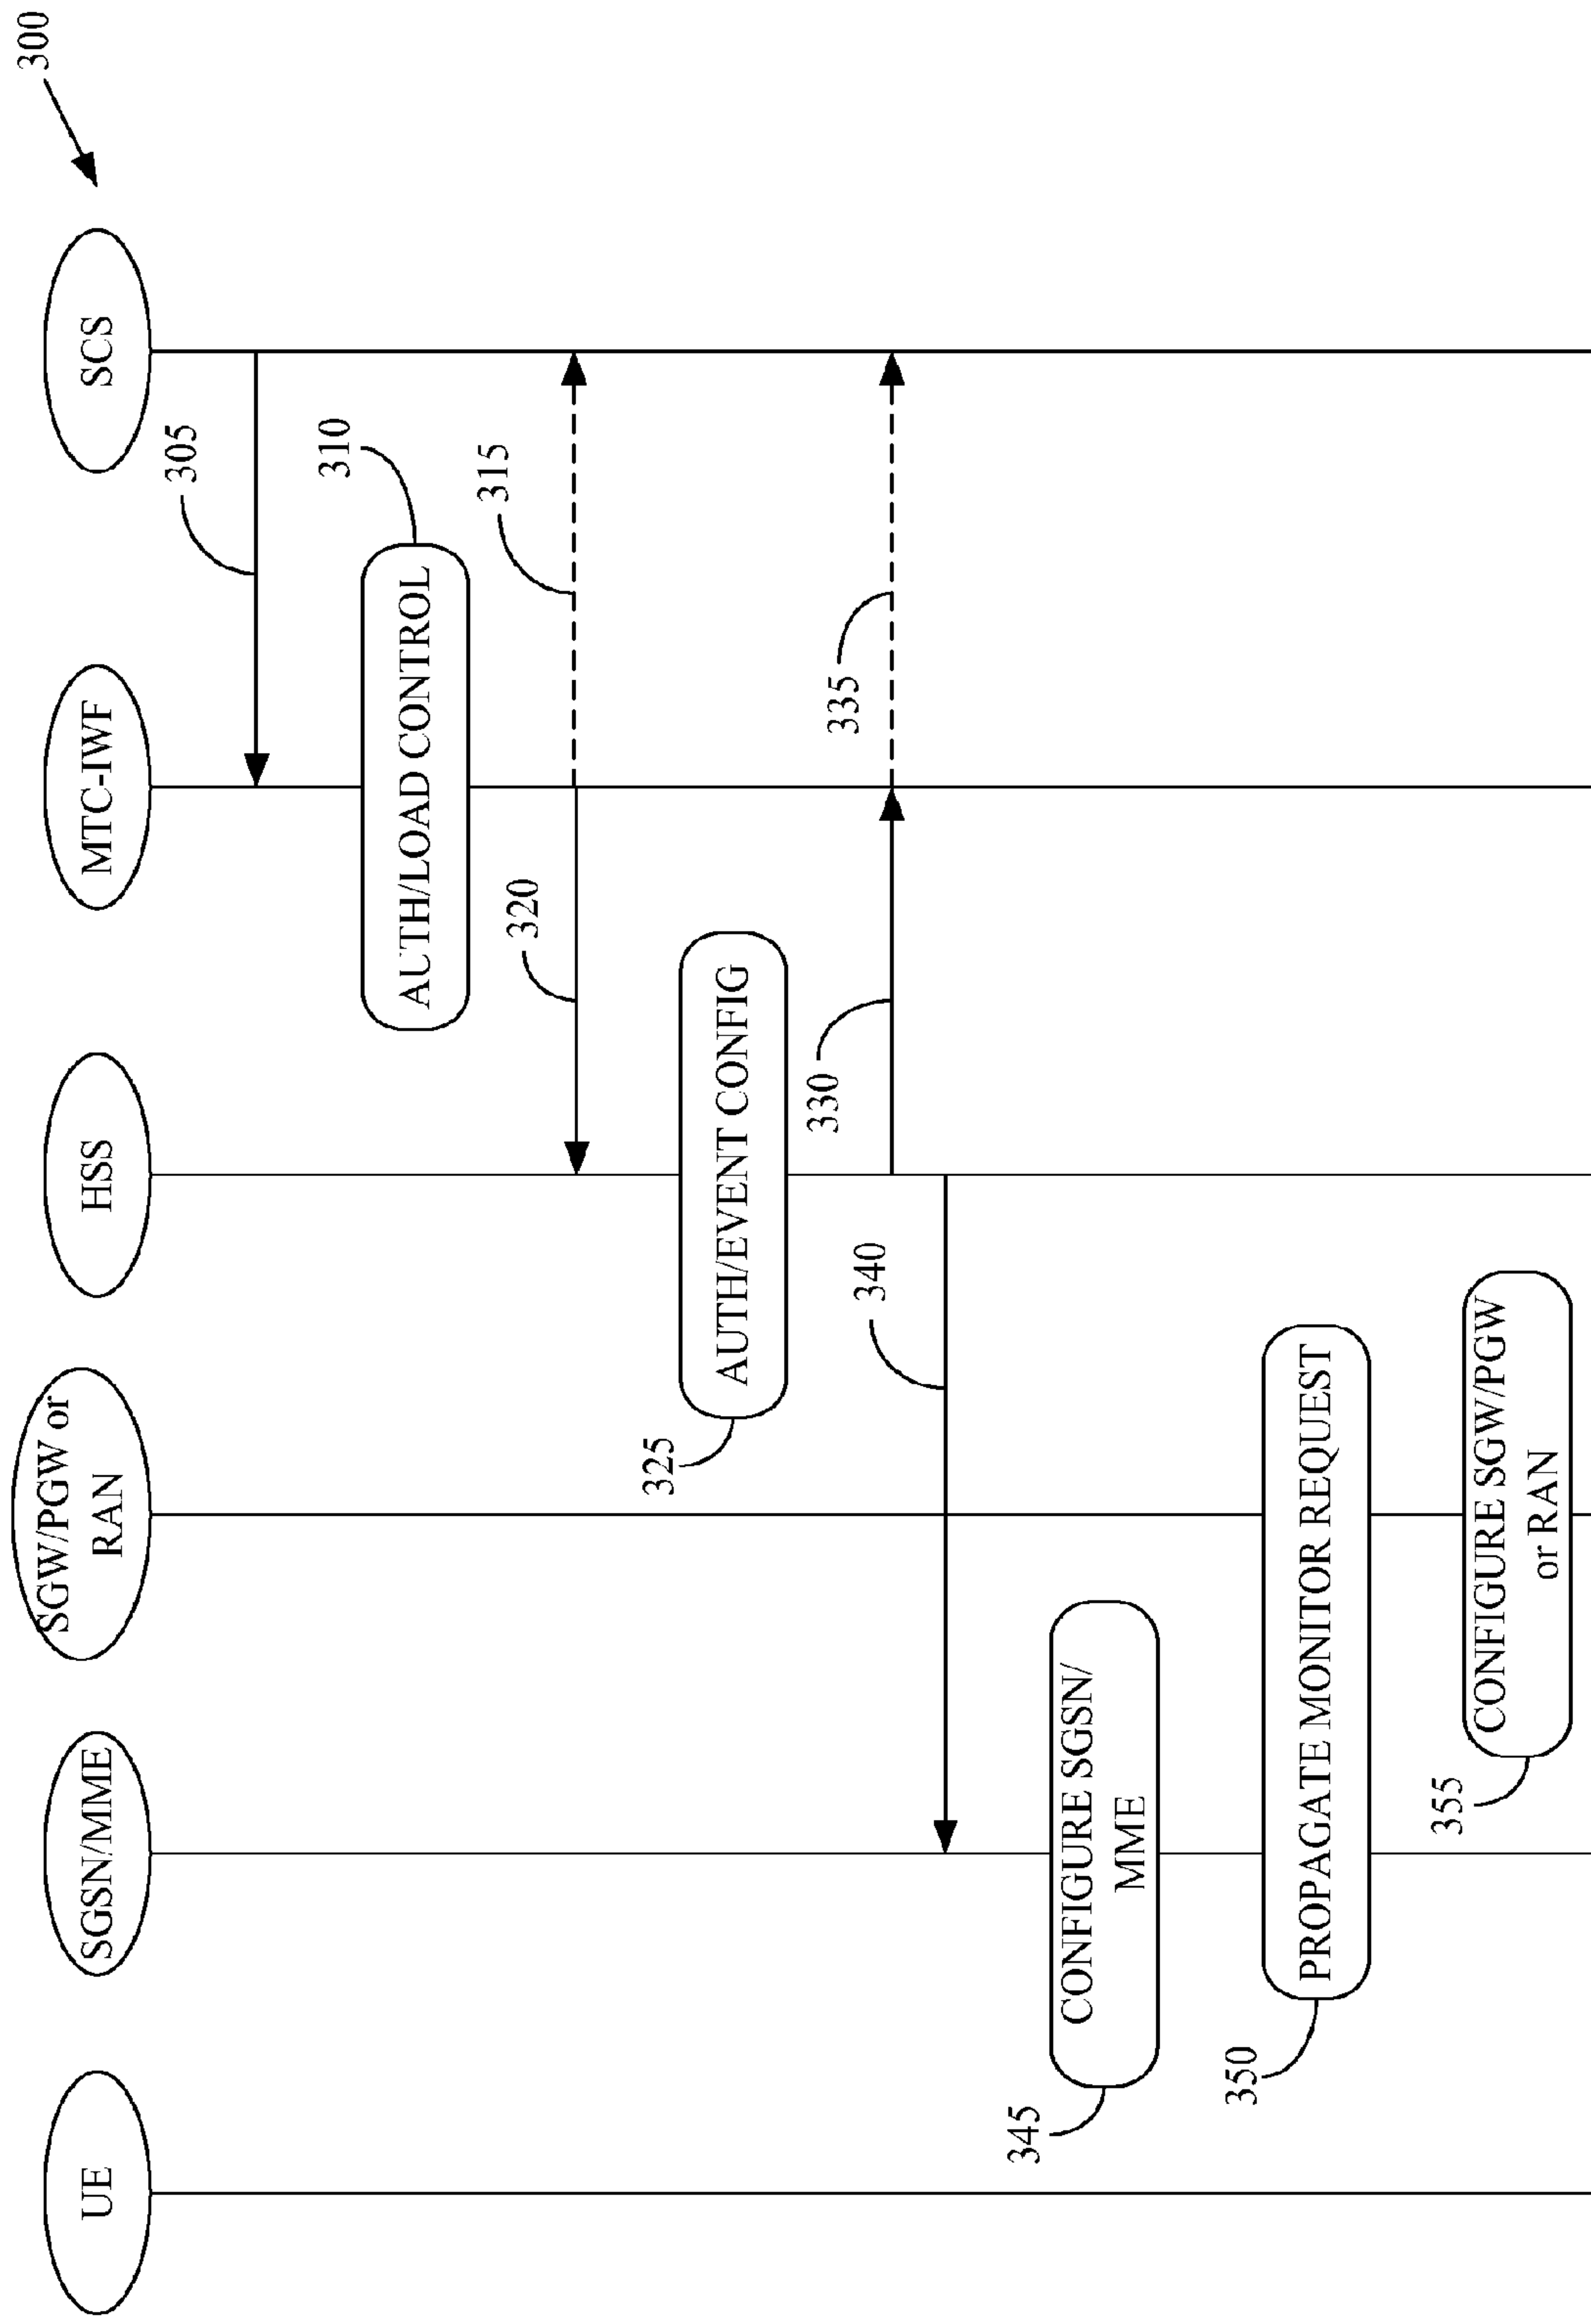 300
UE
SGSN/MME
SGW/PGW or
RAN
HSS
MTC-IWF
SCS
305
310
AUTH/LOAD CONTROL
315
320
325
AUTH/EVENT CONFIG
330
335
340
345
CONFIGURE SGSN/
MME
350
PROPAGATE MONITOR REQUEST
355
CONFIGURE SGW/PGW
or RAN